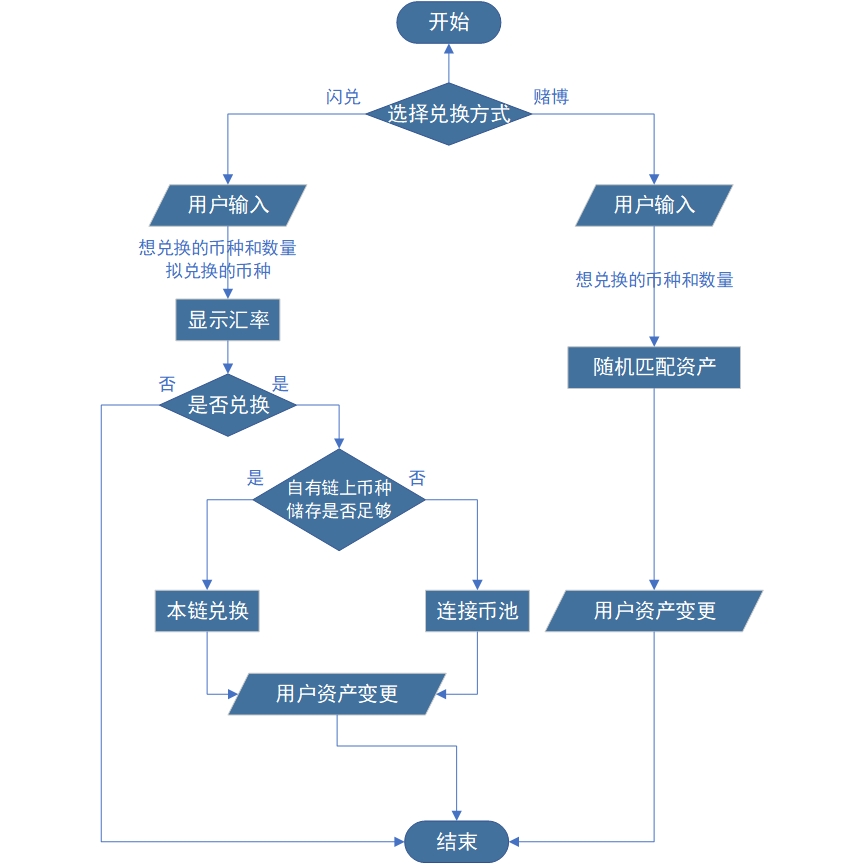 开始
闪兑
赌博
选择兑换方式
用户输入
用户输入
想兑换的币种和数量
拟兑换的币种
想兑换的币种和数量
显示汇率
随机匹配资产
否
是
是否兑换
是
否
自有链上币种
储存是否足够
本链兑换
连接币池
用户资产变更
用户资产变更
结束